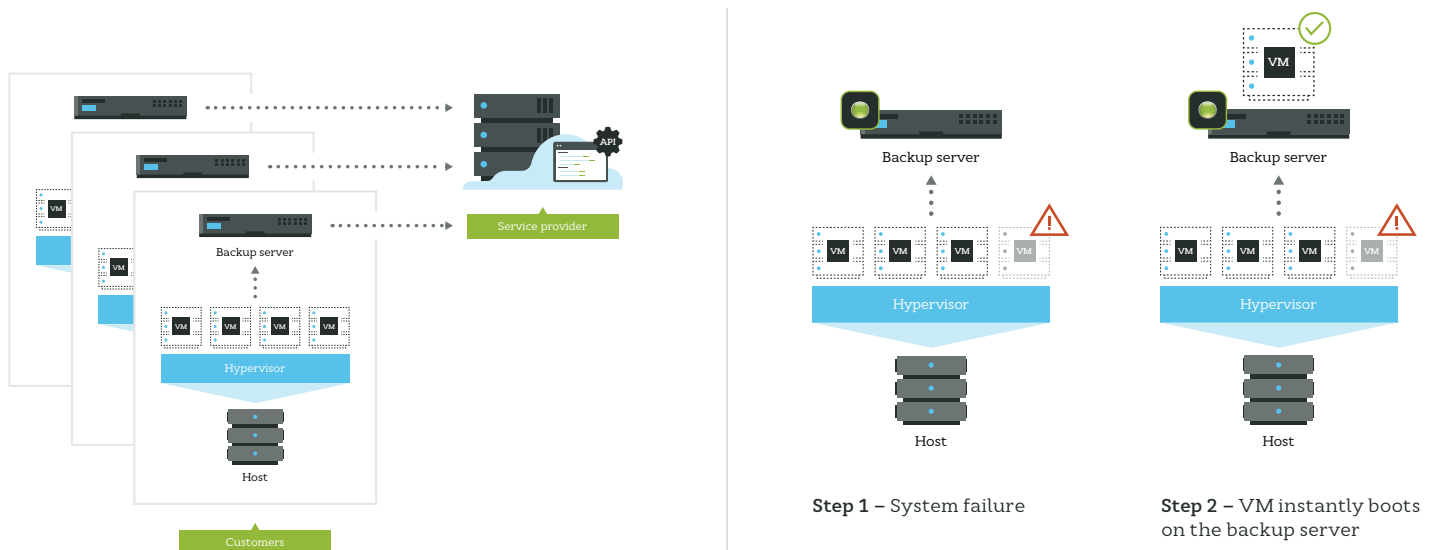 API
Service provider
Backup server
VM
VM
VM VM VM VM
Hypervisor
Host
Customers
Backup server
VM VM VM VM
Hypervisor
Host
Step 1 – System failure
VM
Backup server
VM VM VM VM
Hypervisor
Host
Step 2 – VM instantly boots
on the backup server